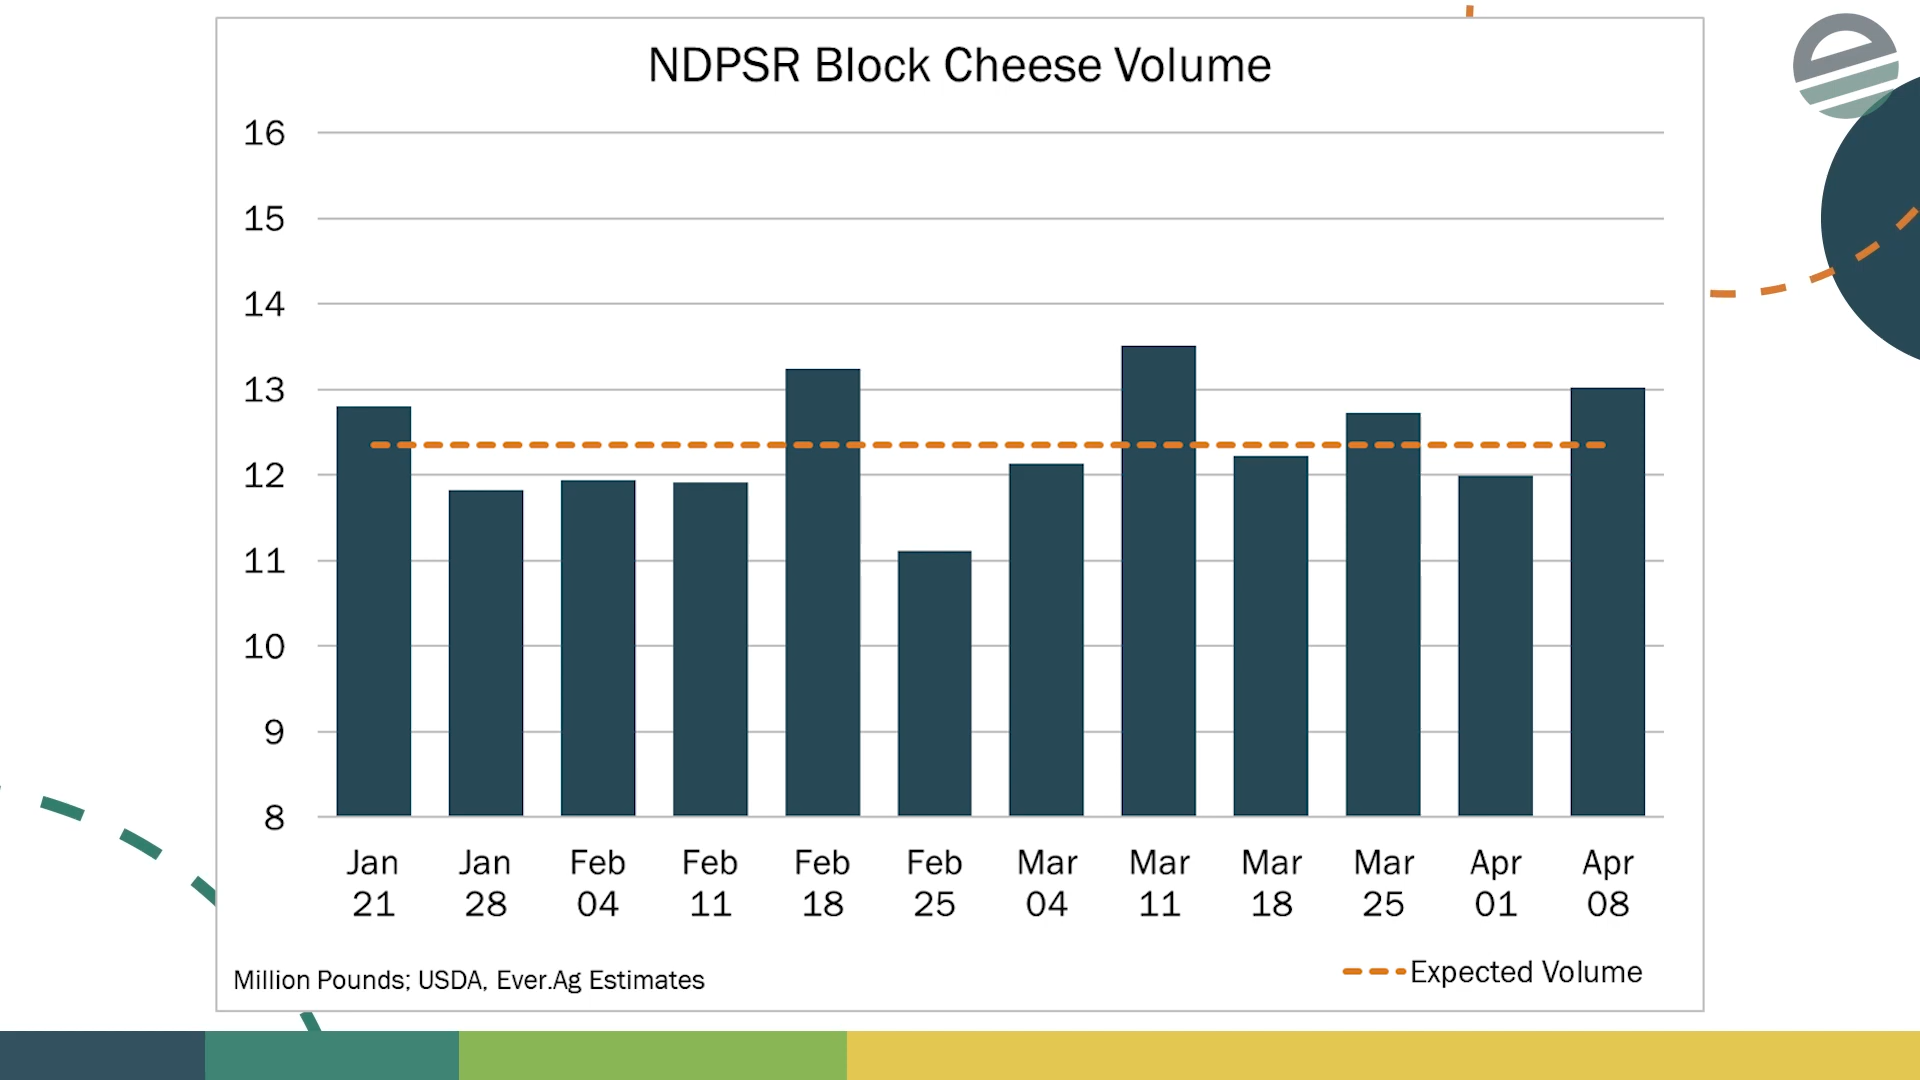 NDPSR Block Cheese Volume
16
15
14
13
12
11
10
9
8
Jan 21
Jan 28
Feb 04
Feb 11
Feb 18
Feb 25
Mar 04
Mar 11
Mar 18
Mar 25
Apr 01
Apr 08
Million Pounds; USDA, Ever.Ag Estimates
Expected Volume